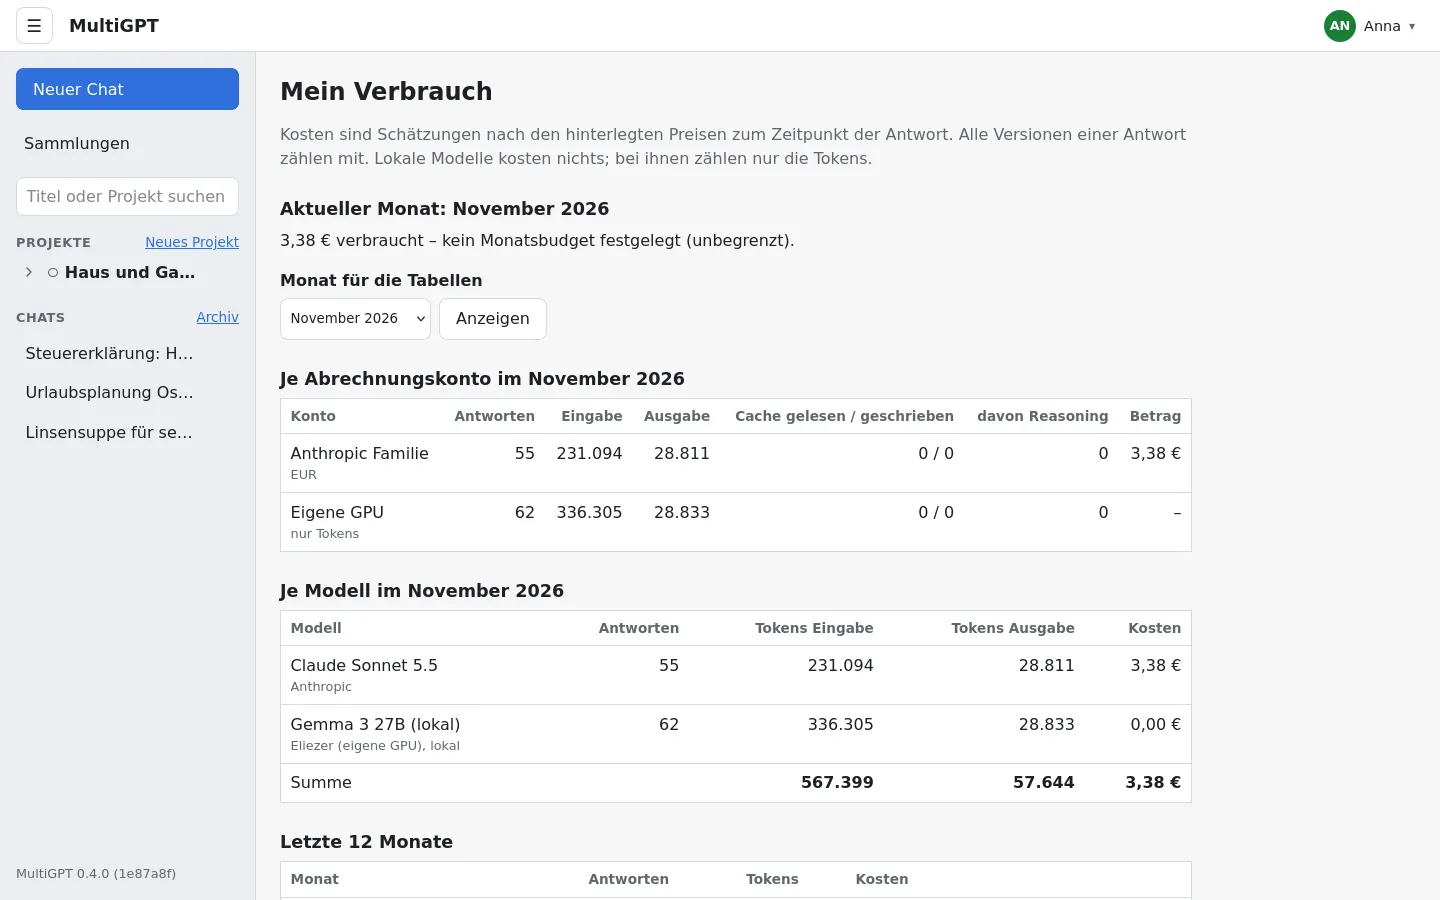 ☰ MultiGPT AN Anna ▾
Neuer Chat
Sammlungen
Titel oder Projekt suchen
PROJEKTE Neues Projekt
Haus und Ga…
CHATS Archiv
Steuererklärung: H…
Urlaubsplanung Os…
Linsensuppe für se…
MultiGPT 0.4.0 (1e87a8f)
Mein Verbrauch
Kosten sind Schätzungen nach den hinterlegten Preisen zum Zeitpunkt der Antwort. Alle Versionen einer Antwort
zählen mit. Lokale Modelle kosten nichts; bei ihnen zählen nur die Tokens.
Aktueller Monat: November 2026
3,38 € verbraucht – kein Monatsbudget festgelegt (unbegrenzt).
Monat für die Tabellen
November 2026 Anzeigen
Je Abrechnungskonto im November 2026
Konto Antworten Eingabe Ausgabe Cache gelesen / geschrieben davon Reasoning Betrag
Anthropic Familie 55 231.094 28.811 0 / 0 0 3,38 €
EUR
Eigene GPU 62 336.305 28.833 0 / 0 0 –
nur Tokens
Je Modell im November 2026
Modell Antworten Tokens Eingabe Tokens Ausgabe Kosten
Claude Sonnet 5.5 55 231.094 28.811 3,38 €
Anthropic
Gemma 3 27B (lokal) 62 336.305 28.833 0,00 €
Eliezer (eigene GPU), lokal
Summe 567.399 57.644 3,38 €
Letzte 12 Monate
Monat Antworten Tokens Kosten